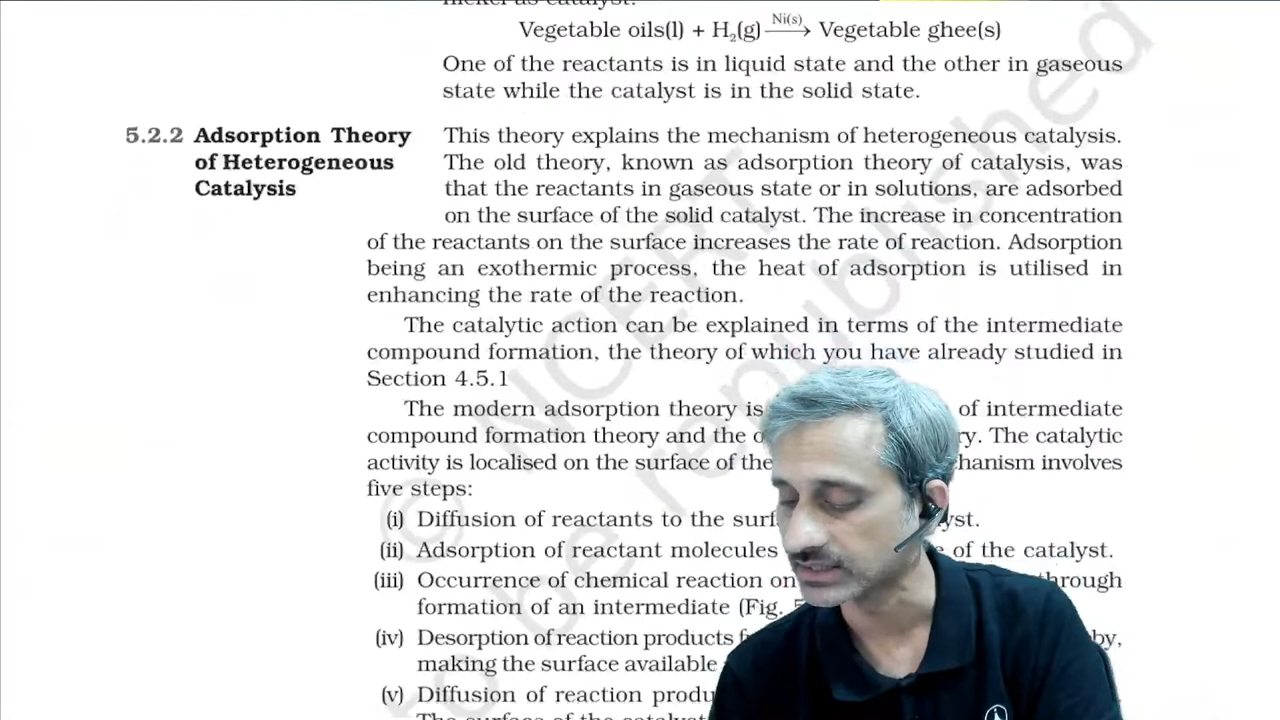 Vegetable oils(l) + H₂(g) Ni(s)⟶ Vegetable ghee(s)
One of the reactants is in liquid state and the other in gaseous
state while the catalyst is in the solid state.
5.2.2 Adsorption Theory
of Heterogeneous
Catalysis
This theory explains the mechanism of heterogeneous catalysis.
The old theory, known as adsorption theory of catalysis, was
that the reactants in gaseous state or in solutions, are adsorbed
on the surface of the solid catalyst. The increase in concentration
of the reactants on the surface increases the rate of reaction. Adsorption
being an exothermic process, the heat of adsorption is utilised in
enhancing the rate of the reaction.
The catalytic action can be explained in terms of the intermediate
compound formation, the theory of which you have already studied in
Section 4.5.1
The modern adsorption theory is of intermediate
compound formation theory and the The catalytic
activity is localised on the surface of the involves
five steps:
(i) Diffusion of reactants to the
(ii) Adsorption of reactant molecules of the catalyst.
(iii) Occurrence of chemical reaction on through
formation of an intermediate (Fig.
(iv) Desorption of reaction products
making the surface available
(v) Diffusion of reaction
© NCERT
not to be republished